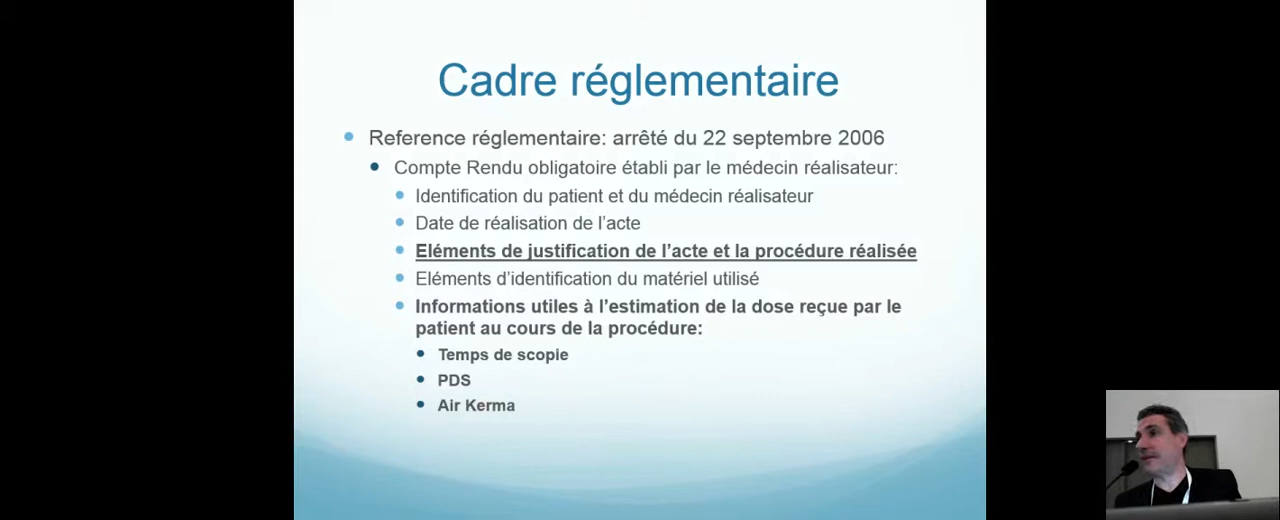 Cadre réglementaire
Reference réglementaire: arrêté du 22 septembre 2006
Compte Rendu obligatoire établi par le médecin réalisateur:
Identification du patient et du médecin réalisateur
Date de réalisation de l'acte
Eléments de justification de l'acte et la procédure réalisée
Eléments d'identification du matériel utilisé
Informations utiles à l'estimation de la dose reçue par le
patient au cours de la procédure:
Temps de scopie
PDS
Air Kerma